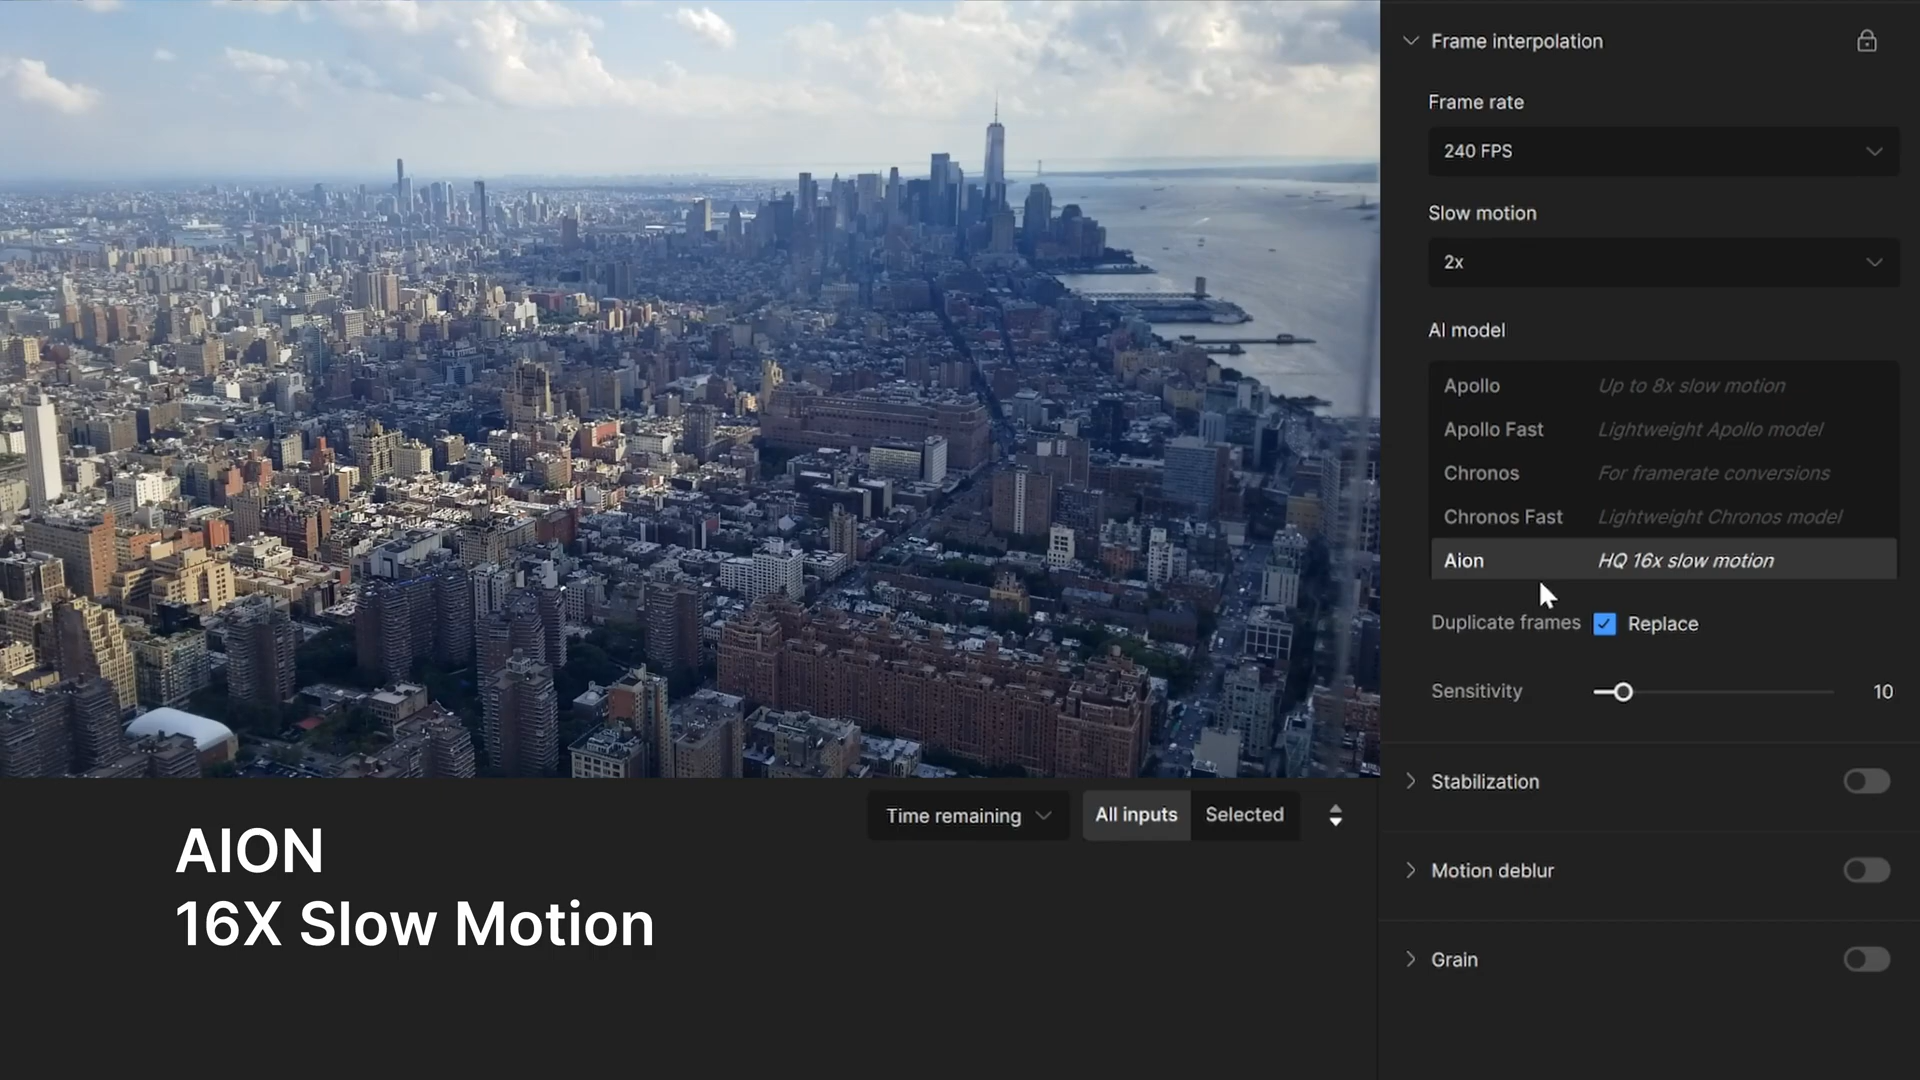 Frame interpolation
Frame rate
240 FPS
Slow motion
2x
AI model
Apollo Up to 8x slow motion
Apollo Fast Lightweight Apollo model
Chronos For framerate conversions
Chronos Fast Lightweight Chronos model
Aion HQ 16x slow motion
Duplicate frames Replace
Sensitivity 10
Stabilization
Motion deblur
Grain
Time remaining All inputs Selected
AION
16X Slow Motion